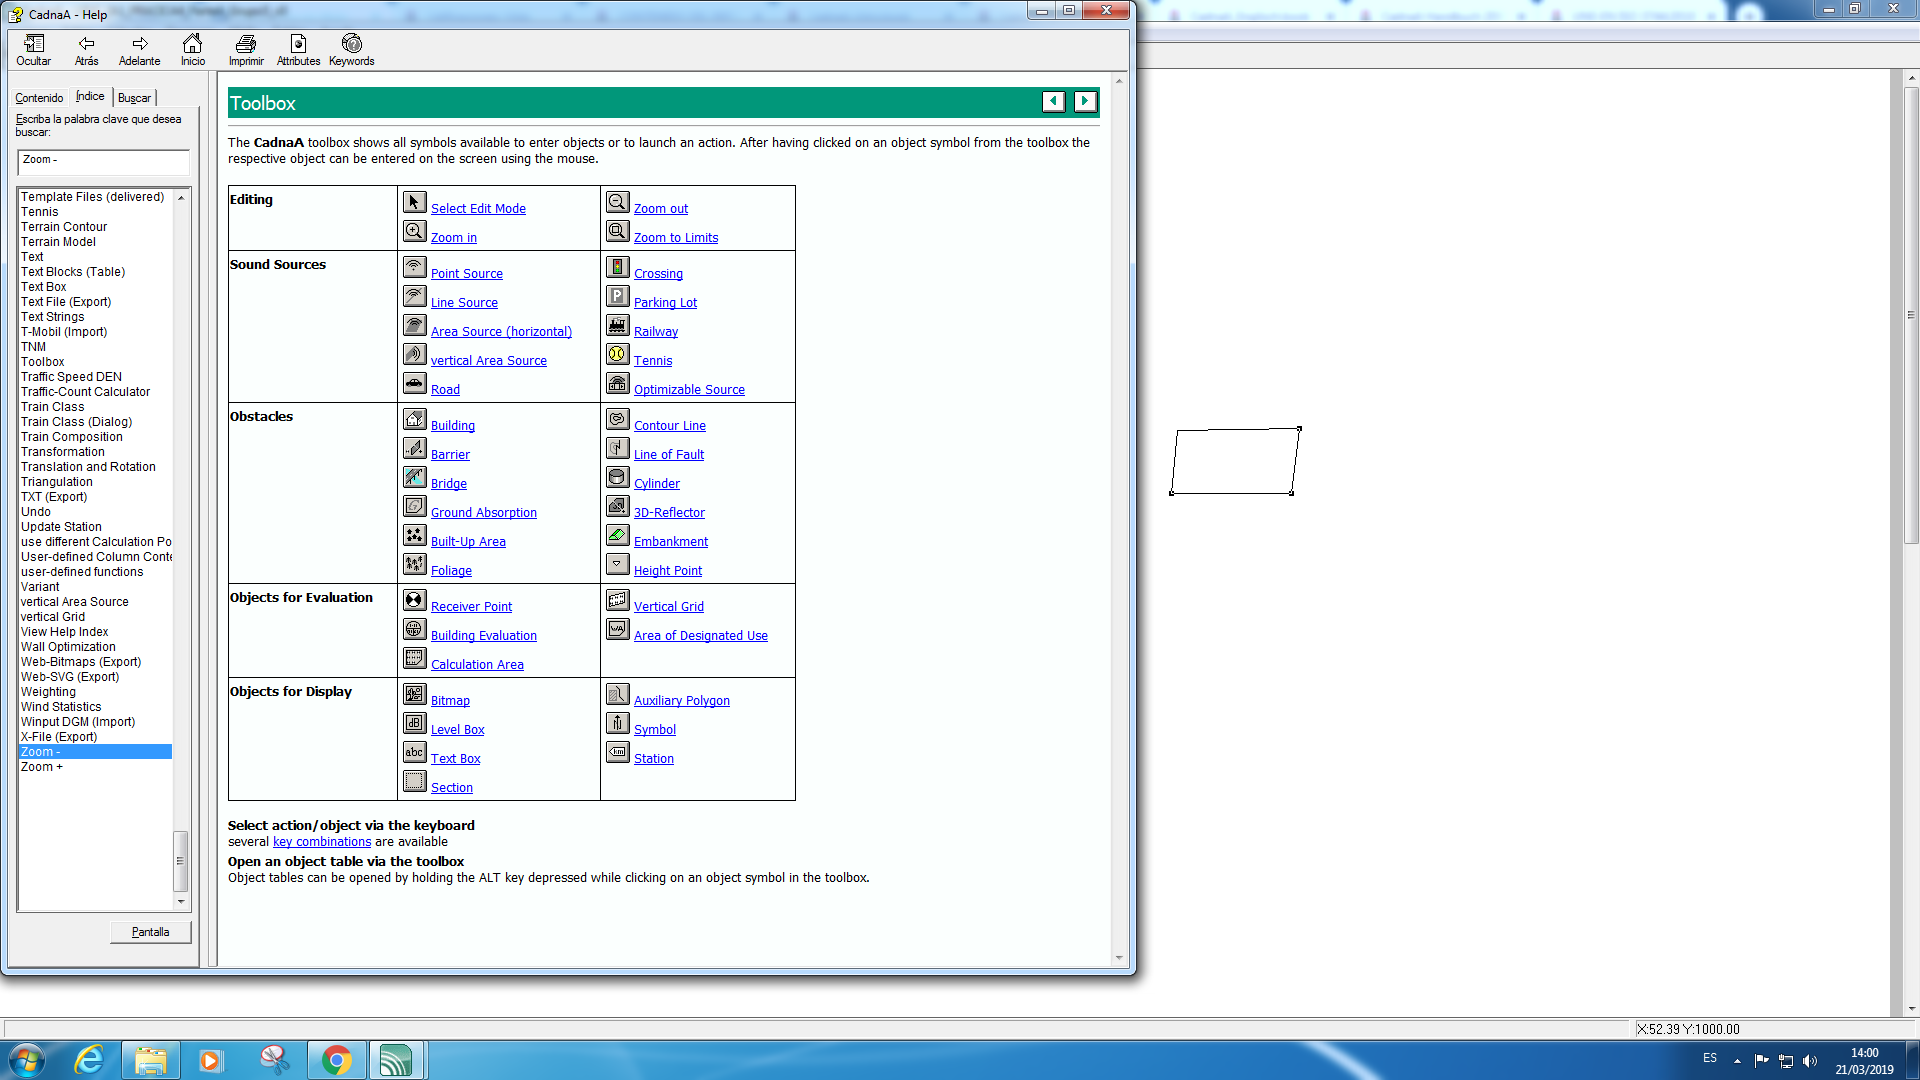 CadnaA - Help
Ocultar
Atrás
Adelante
Inicio
Imprimir
Attributes
Keywords
Contenido
Índice
Buscar
Escriba la palabra clave que desea
buscar:
Zoom -
Template Files (delivered)
Tennis
Terrain Contour
Terrain Model
Text
Text Blocks (Table)
Text Box
Text File (Export)
Text Strings
T-Mobil (Import)
TNM
Toolbox
Traffic Speed DEN
Traffic-Count Calculator
Train Class
Train Class (Dialog)
Train Composition
Transformation
Translation and Rotation
Triangulation
TXT (Export)
Undo
Update Station
use different Calculation Po
User-defined Column Conte
user-defined functions
Variant
vertical Area Source
vertical Grid
View Help Index
Wall Optimization
Web-Bitmaps (Export)
Web-SVG (Export)
Weighting
Wind Statistics
Winput DGM (Import)
X-File (Export)
Zoom -
Zoom +
Pantalla
Toolbox
The CadnaA toolbox shows all symbols available to enter objects or to launch an action. After having clicked on an object symbol from the toolbox the
respective object can be entered on the screen using the mouse.
Editing
Select Edit Mode
Zoom out
Zoom in
Zoom to Limits
Sound Sources
Point Source
Crossing
Line Source
P
Parking Lot
Area Source (horizontal)
Railway
vertical Area Source
Tennis
Road
Optimizable Source
Obstacles
Building
Contour Line
Barrier
Line of Fault
Bridge
Cylinder
G
Ground Absorption
3D-Reflector
Built-Up Area
Embankment
Foliage
Height Point
Objects for Evaluation
Receiver Point
Vertical Grid
Building Evaluation
WA
Area of Designated Use
Calculation Area
Objects for Display
Bitmap
Auxiliary Polygon
dB
Level Box
Symbol
abc
Text Box
km
Station
Section
Select action/object via the keyboard
several key combinations are available
Open an object table via the toolbox
Object tables can be opened by holding the ALT key depressed while clicking on an object symbol in the toolbox.
X:52.39 Y:1000.00
ES
14:00
21/03/2019